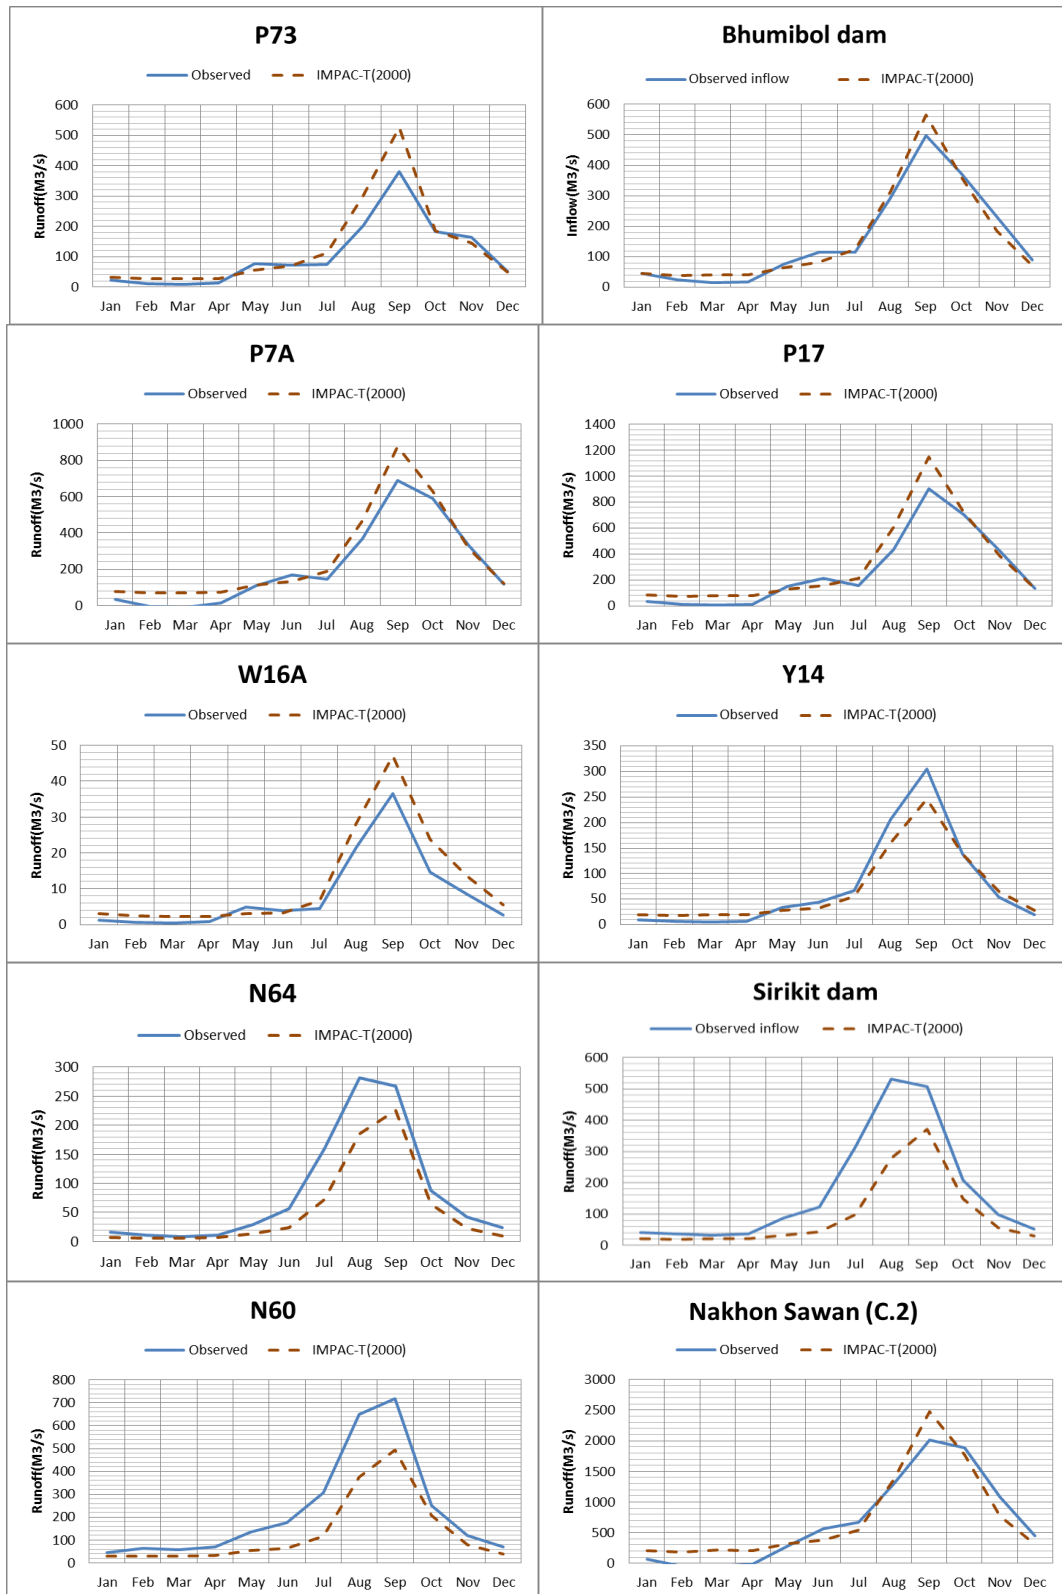 P73
Observed IMPAC-T(2000)
Runoff(M3/s)
600
500
400
300
200
100
0
Jan Feb Mar Apr May Jun Jul Aug Sep Oct Nov Dec
Bhumibol dam
Observed inflow IMPAC-T(2000)
Inflow(M3/s)
600
500
400
300
200
100
0
Jan Feb Mar Apr May Jun Jul Aug Sep Oct Nov Dec
P7A
Observed IMPAC-T(2000)
Runoff(M3/s)
1000
800
600
400
200
0
Jan Feb Mar Apr May Jun Jul Aug Sep Oct Nov Dec
P17
Observed IMPAC-T(2000)
Runoff(M3/s)
1400
1200
1000
800
600
400
200
0
Jan Feb Mar Apr May Jun Jul Aug Sep Oct Nov Dec
W16A
Observed IMPAC-T(2000)
Runoff(M3/s)
50
40
30
20
10
0
Jan Feb Mar Apr May Jun Jul Aug Sep Oct Nov Dec
Y14
Observed IMPAC-T(2000)
Runoff(M3/s)
350
300
250
200
150
100
50
0
Jan Feb Mar Apr May Jun Jul Aug Sep Oct Nov Dec
N64
Observed IMPAC-T(2000)
Runoff(M3/s)
300
250
200
150
100
50
0
Jan Feb Mar Apr May Jun Jul Aug Sep Oct Nov Dec
Sirikit dam
Observed inflow IMPAC-T(2000)
Runoff(M3/s)
600
500
400
300
200
100
0
Jan Feb Mar Apr May Jun Jul Aug Sep Oct Nov Dec
N60
Observed IMPAC-T(2000)
Runoff(M3/s)
800
700
600
500
400
300
200
100
0
Jan Feb Mar Apr May Jun Jul Aug Sep Oct Nov Dec
Nakhon Sawan (C.2)
Observed IMPAC-T(2000)
Runoff(M3/s)
3000
2500
2000
1500
1000
500
0
Jan Feb Mar Apr May Jun Jul Aug Sep Oct Nov Dec